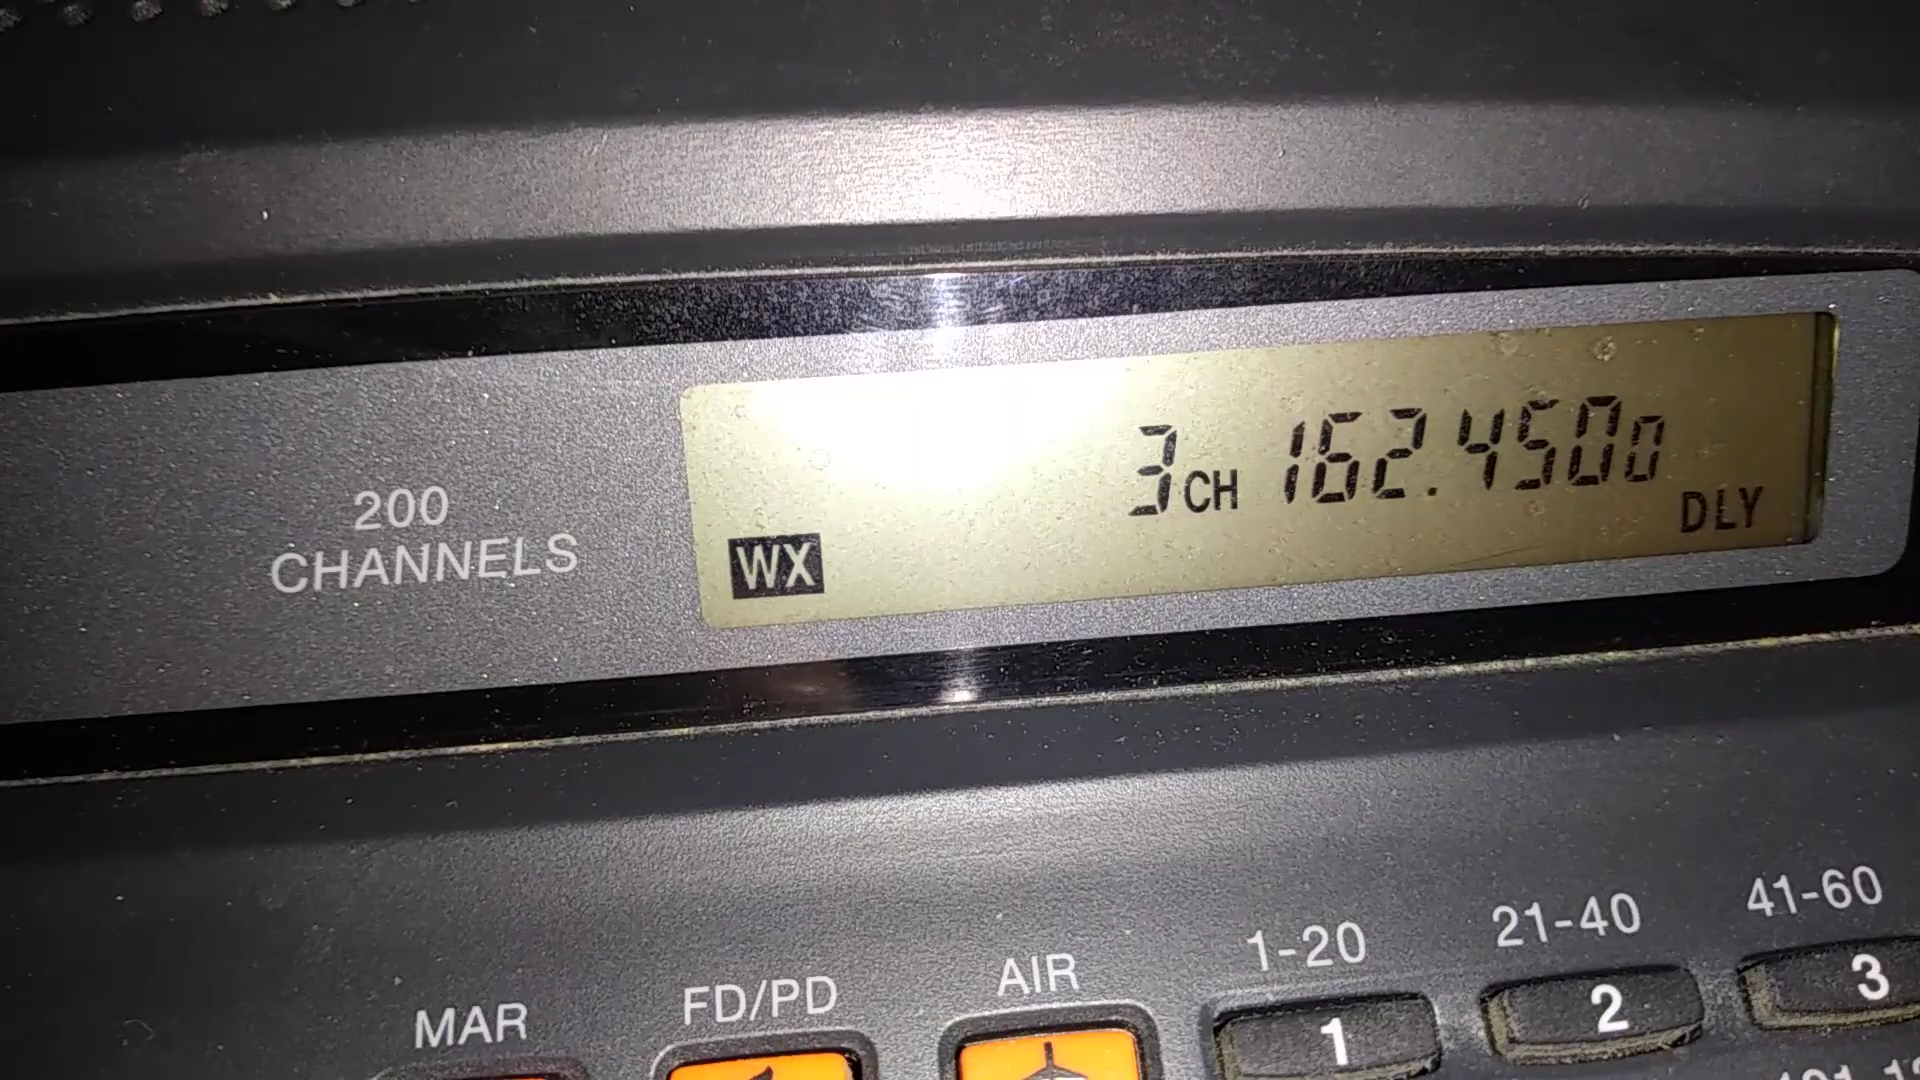 200
CHANNELS
3CH 162.4500
WX
DLY
MAR
FD/PD
AIR
1-20
21-40
41-60
1
2
3